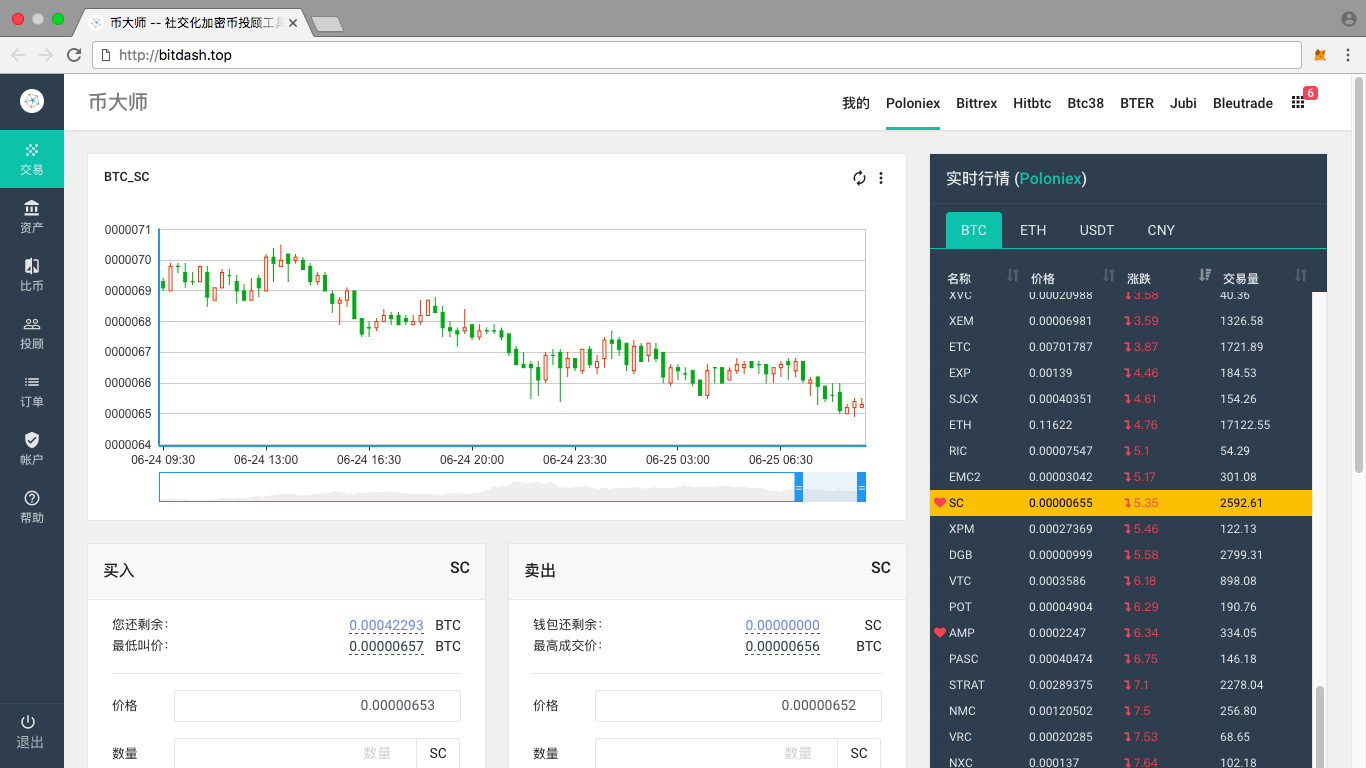 币大师 -- 社交化加密币投顾工具
http://bitdash.top
币大师
我的 Poloniex Bittrex Hitbtc Btc38 BTER Jubi Bleutrade 6
交易
资产
比币
投顾
订单
帐户
帮助
退出
BTC_SC
0000071
0000070
0000069
0000068
0000067
0000066
0000065
0000064
06-24 09:30 06-24 13:00 06-24 16:30 06-24 20:00 06-24 23:30 06-25 03:00 06-25 06:30
买入 SC
您还剩余: 0.00042293 BTC
最低叫价: 0.00000657 BTC
价格 0.00000653
数量 数量 SC
卖出 SC
钱包还剩余: 0.00000000 SC
最高成交价: 0.00000656 BTC
价格 0.00000652
数量 数量 SC
实时行情 (Poloniex)
BTC ETH USDT CNY
名称 价格 涨跌 交易量
XVC 0.00020988 3.58 40.36
XEM 0.00006981 3.59 1326.58
ETC 0.00701787 3.87 1721.89
EXP 0.00139 4.46 184.53
SJCX 0.00040351 4.61 154.26
ETH 0.11622 4.76 17122.55
RIC 0.00007547 5.1 54.29
EMC2 0.00003042 5.17 301.08
SC 0.00000655 5.35 2592.61
XPM 0.00027369 5.46 122.13
DGB 0.00000999 5.58 2799.31
VTC 0.0003586 6.18 898.08
POT 0.00004904 6.29 190.76
AMP 0.0002247 6.34 334.05
PASC 0.00040474 6.75 146.18
STRAT 0.00289375 7.1 2278.04
NMC 0.00120502 7.5 256.80
VRC 0.00020285 7.53 68.65
NXC 0.000137 7.64 102.18